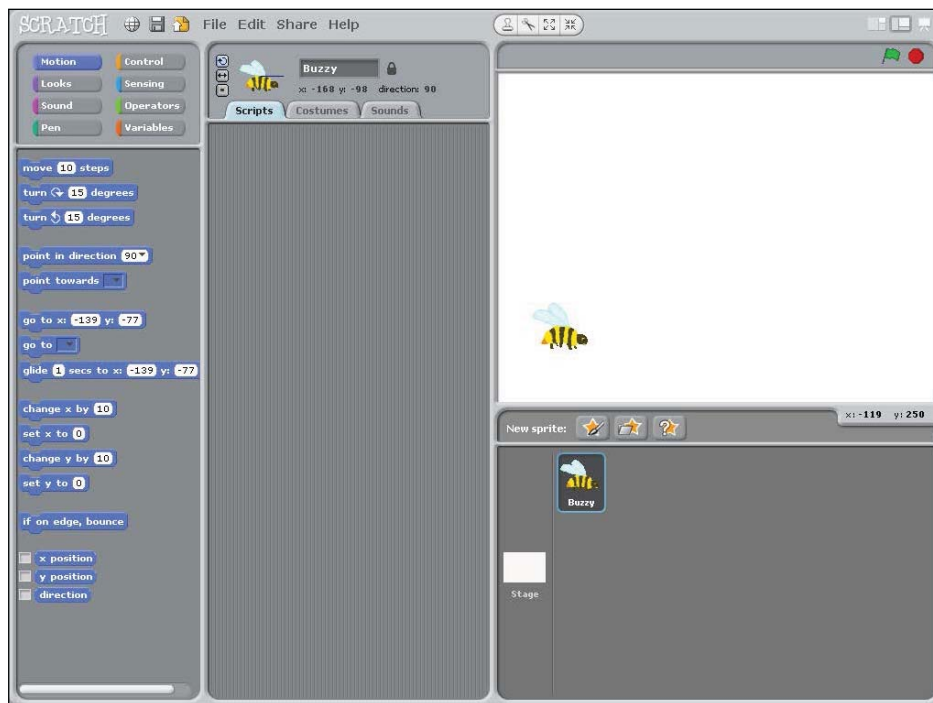 SCRATCH File Edit Share Help
Motion Control
Looks Sensing
Sound Operators
Pen Variables
move 10 steps
turn 15 degrees
turn 15 degrees
point in direction 90
point towards
go to x: -139 y: -77
go to
glide 1 secs to x: -139 y: -77
change x by 10
set x to 0
change y by 10
set y to 0
if on edge, bounce
x position
y position
direction
Buzzy
x: -168 y: -98 direction: 90
Scripts Costumes Sounds
x: -119 y: 250
New sprite:
Buzzy
Stage